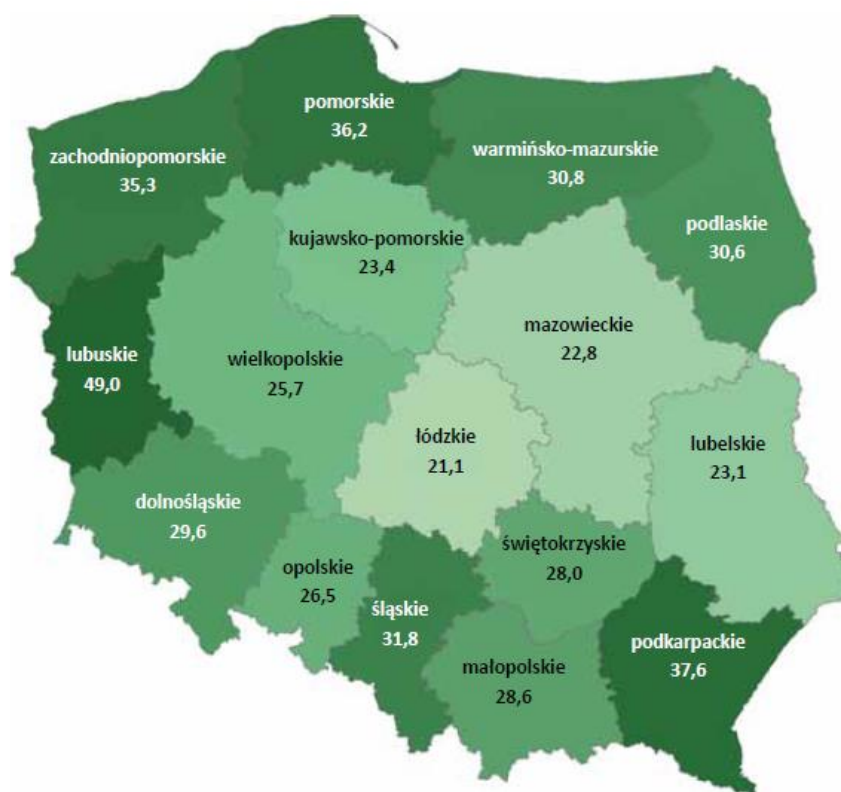 pomorskie
36,2
zachodniopomorskie
35,3
warmińsko-mazurskie
30,8
podlaskie
30,6
kujawsko-pomorskie
23,4
mazowieckie
22,8
lubuskie
49,0
wielkopolskie
25,7
łódzkie
21,1
lubelskie
23,1
dolnośląskie
29,6
świętokrzyskie
28,0
opolskie
26,5
śląskie
31,8
podkarpackie
37,6
małopolskie
28,6